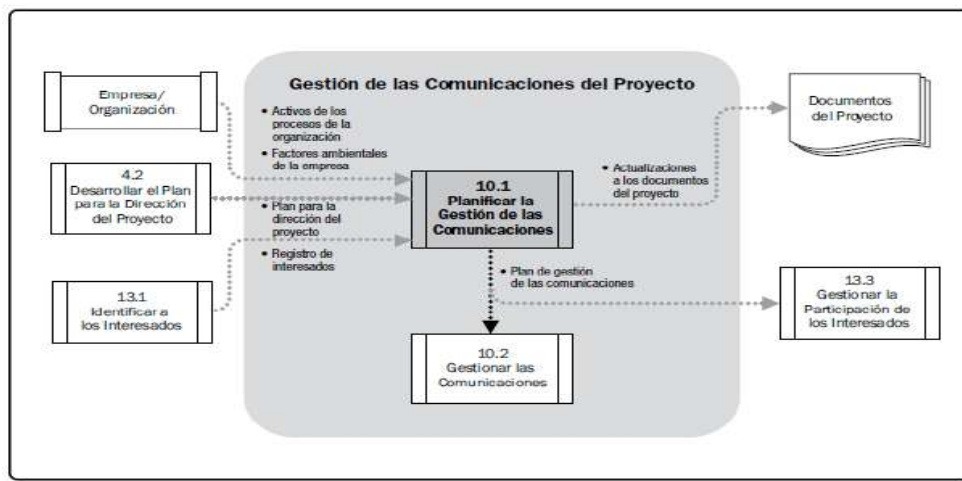 Gestión de las Comunicaciones del Proyecto
Empresa/
Organización
4.2
Desarrollar el Plan
para la Dirección
del Proyecto
13.1
Identificar a
los Interesados
• Activos de los
procesos de la
organización
• Factores ambientales
de la empresa
• Plan para la
dirección del
proyecto
• Registro de
interesados
10.1
Planificar la
Gestión de las
Comunicaciones
• Actualizaciones
a los documentos
del proyecto
• Plan de gestión
de las comunicaciones
10.2
Gestionar las
Comunicaciones
Documentos
del Proyecto
13.3
Gestionar la
Participación de
los Interesados